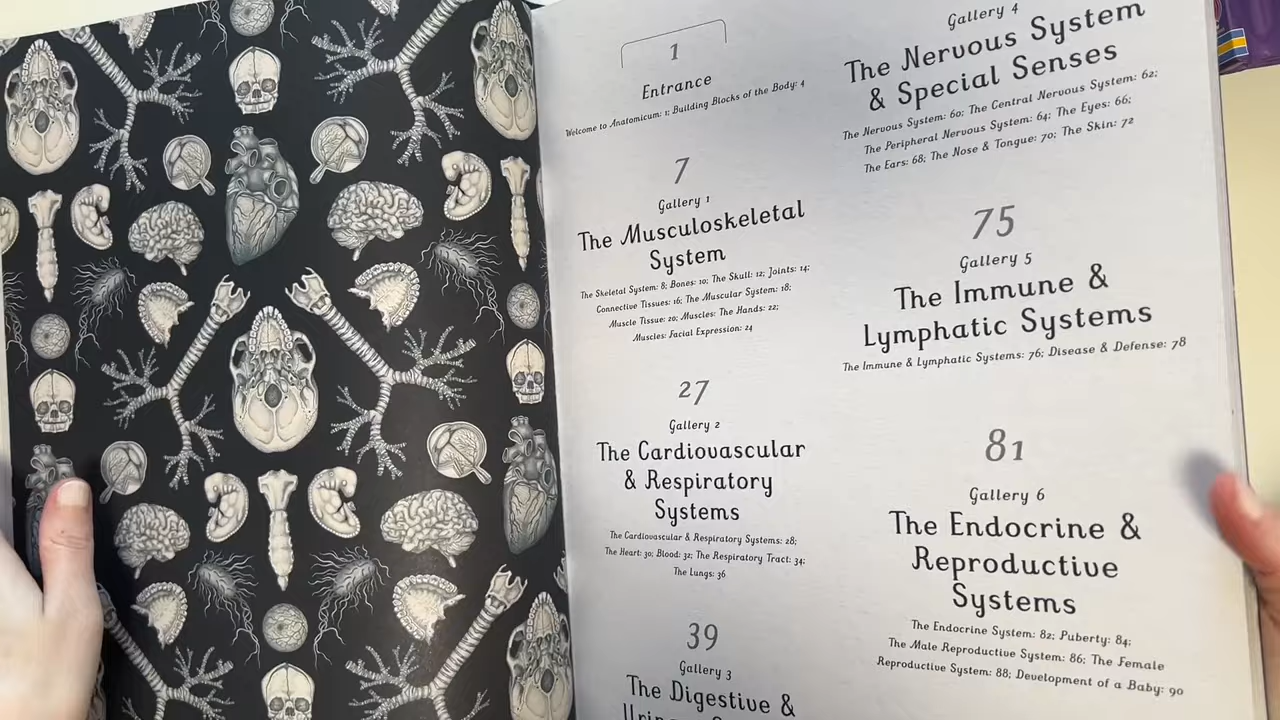 1
Entrance
Welcome to Anatomicum: 1; Building Blocks of the Body: 4
7
Gallery 1
The Musculoskeletal
System
The Skeletal System: 8; Bones: 10; The Skull: 12; Joints: 14;
Connective Tissues: 16; The Muscular System: 18;
Muscle Tissue: 20; Muscles: The Hands: 22;
Muscles: Facial Expression: 24
27
Gallery 2
The Cardiovascular
& Respiratory
Systems
The Cardiovascular & Respiratory Systems: 28;
The Heart: 30; Blood: 32; The Respiratory Tract: 34;
The Lungs: 36
39
Gallery 3
The Digestive &
Gallery 4
The Nervous System
& Special Senses
The Nervous System: 60; The Central Nervous System: 62;
The Peripheral Nervous System: 64; The Eyes: 66;
The Ears: 68; The Nose & Tongue: 70; The Skin: 72
75
Gallery 5
The Immune &
Lymphatic Systems
The Immune & Lymphatic Systems: 76; Disease & Defense: 78
81
Gallery 6
The Endocrine &
Reproductive
Systems
The Endocrine System: 82; Puberty: 84;
The Male Reproductive System: 86; The Female
Reproductive System: 88; Development of a Baby: 90